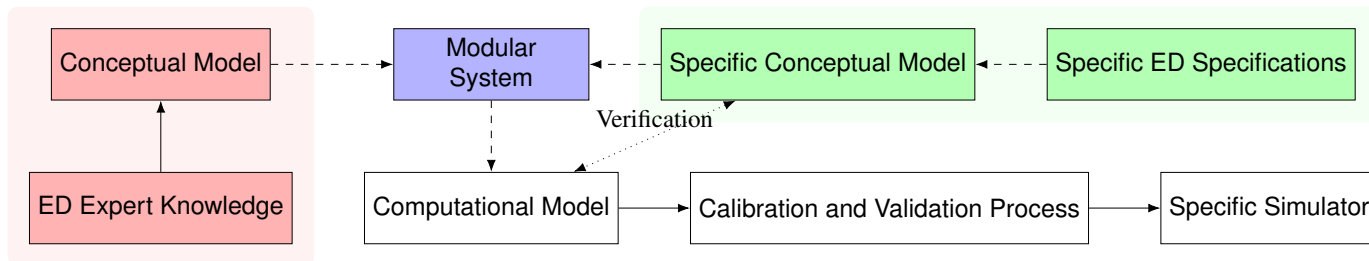 Conceptual Model
Modular
System
Specific Conceptual Model
Specific ED Specifications
Verification
ED Expert Knowledge
Computational Model
Calibration and Validation Process
Specific Simulator